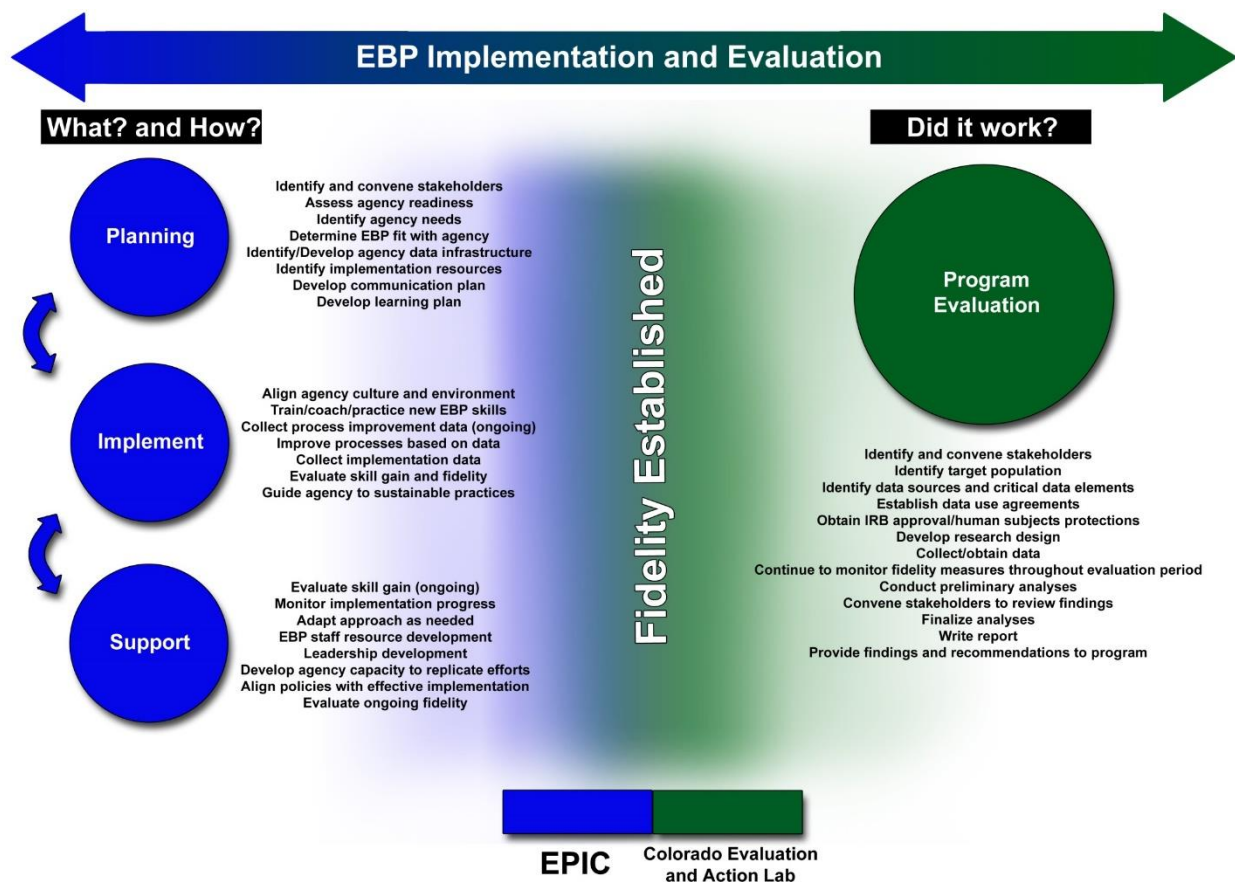 EBP Implementation and Evaluation
What? and How?
Planning
Identify and convene stakeholders
Assess agency readiness
Identify agency needs
Determine EBP fit with agency
Identify/Develop agency data infrastructure
Identify implementation resources
Develop communication plan
Develop learning plan
Implement
Align agency culture and environment
Train/coach/practice new EBP skills
Collect process improvement data (ongoing)
Improve processes based on data
Collect implementation data
Evaluate skill gain and fidelity
Guide agency to sustainable practices
Support
Evaluate skill gain (ongoing)
Monitor implementation progress
Adapt approach as needed
EBP staff resource development
Leadership development
Develop agency capacity to replicate efforts
Align policies with effective implementation
Evaluate ongoing fidelity
Fidelity Established
Did it work?
Program
Evaluation
Identify and convene stakeholders
Identify target population
Identify data sources and critical data elements
Establish data use agreements
Obtain IRB approval/human subjects protections
Develop research design
Collect/obtain data
Continue to monitor fidelity measures throughout evaluation period
Conduct preliminary analyses
Convene stakeholders to review findings
Finalize analyses
Write report
Provide findings and recommendations to program
EPIC
Colorado Evaluation
and Action Lab